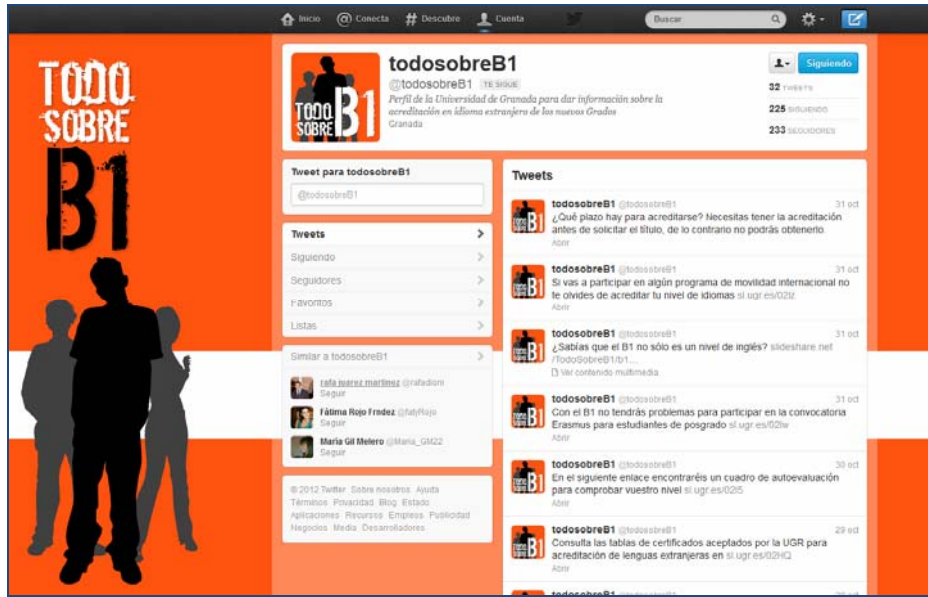 Inicio @ Conecta # Descubre Cuenta Buscar
TODO
SOBRE
B1
TODO
SOBRE B1
todosobreB1
@todosobreB1 TE SIGUE
Perfil de la Universidad de Granada para dar información sobre la
acreditación en idioma extranjero de los nuevos Grados
Granada
Siguiendo
32 TWEETS
225 SIGUIENDO
233 SEGUIDORES
Tweet para todosobreB1
@todosobreB1
Tweets
Siguiendo
Seguidores
Favoritos
Listas
Similar a todosobreB1
rafa juarez martinez @rafadiom
Seguir
Fátima Rojo Frndez @fatyRojo
Seguir
María Gil Melero @Maria_GM22
Seguir
© 2012 Twitter Sobre nosotros Ayuda
Términos Privacidad Blog Estado
Aplicaciones Recursos Empleos Publicidad
Negocios Media Desarrolladores
Tweets
todosobreB1 @todosobreB1 31 oct
¿Qué plazo hay para acreditarse? Necesitas tener la acreditación
antes de solicitar el título, de lo contrario no podrás obtenerlo.
Abrir
todosobreB1 @todosobreB1 31 oct
Si vas a participar en algún programa de movilidad internacional no
te olvides de acreditar tu nivel de idiomas sl.ugr.es/02Iz
Abrir
todosobreB1 @todosobreB1 31 oct
¿Sabías que el B1 no sólo es un nivel de inglés? slideshare.net
/TodoSobreB1/b1...
Ver contenido multimedia
todosobreB1 @todosobreB1 31 oct
Con el B1 no tendrás problemas para participar en la convocatoria
Erasmus para estudiantes de posgrado sl.ugr.es/02Iw
Abrir
todosobreB1 @todosobreB1 30 oct
En el siguiente enlace encontraréis un cuadro de autoevaluación
para comprobar vuestro nivel sl.ugr.es/02I5
Abrir
todosobreB1 @todosobreB1 29 oct
Consulta las tablas de certificados aceptados por la UGR para
acreditación de lenguas extranjeras en sl.ugr.es/02HQ
Abrir
todosobreB1 @todosobreB1